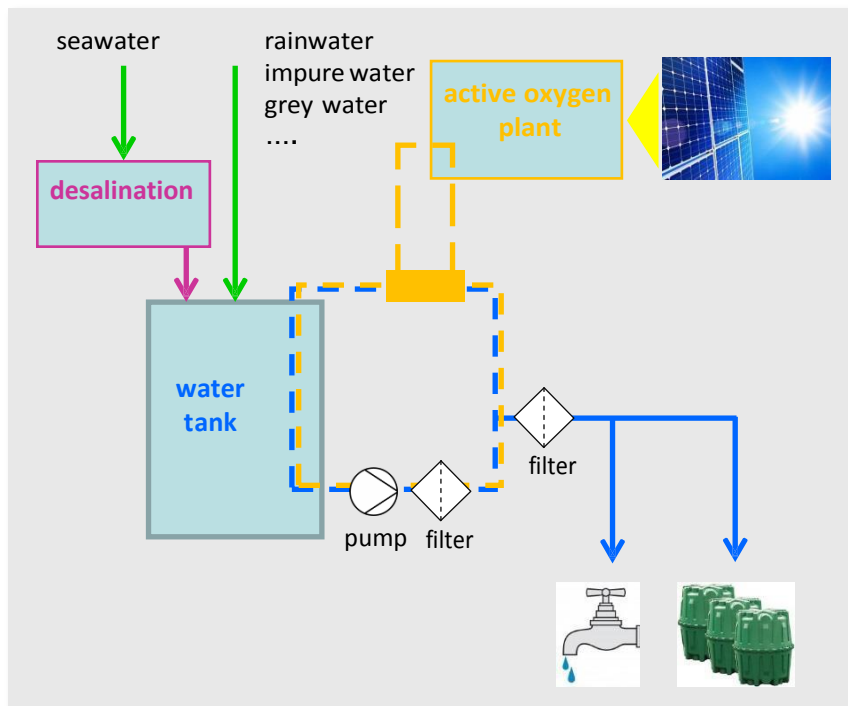 seawater
rainwater
impure water
grey water
....
active oxygen
plant
desalination
water
tank
filter
pump
filter